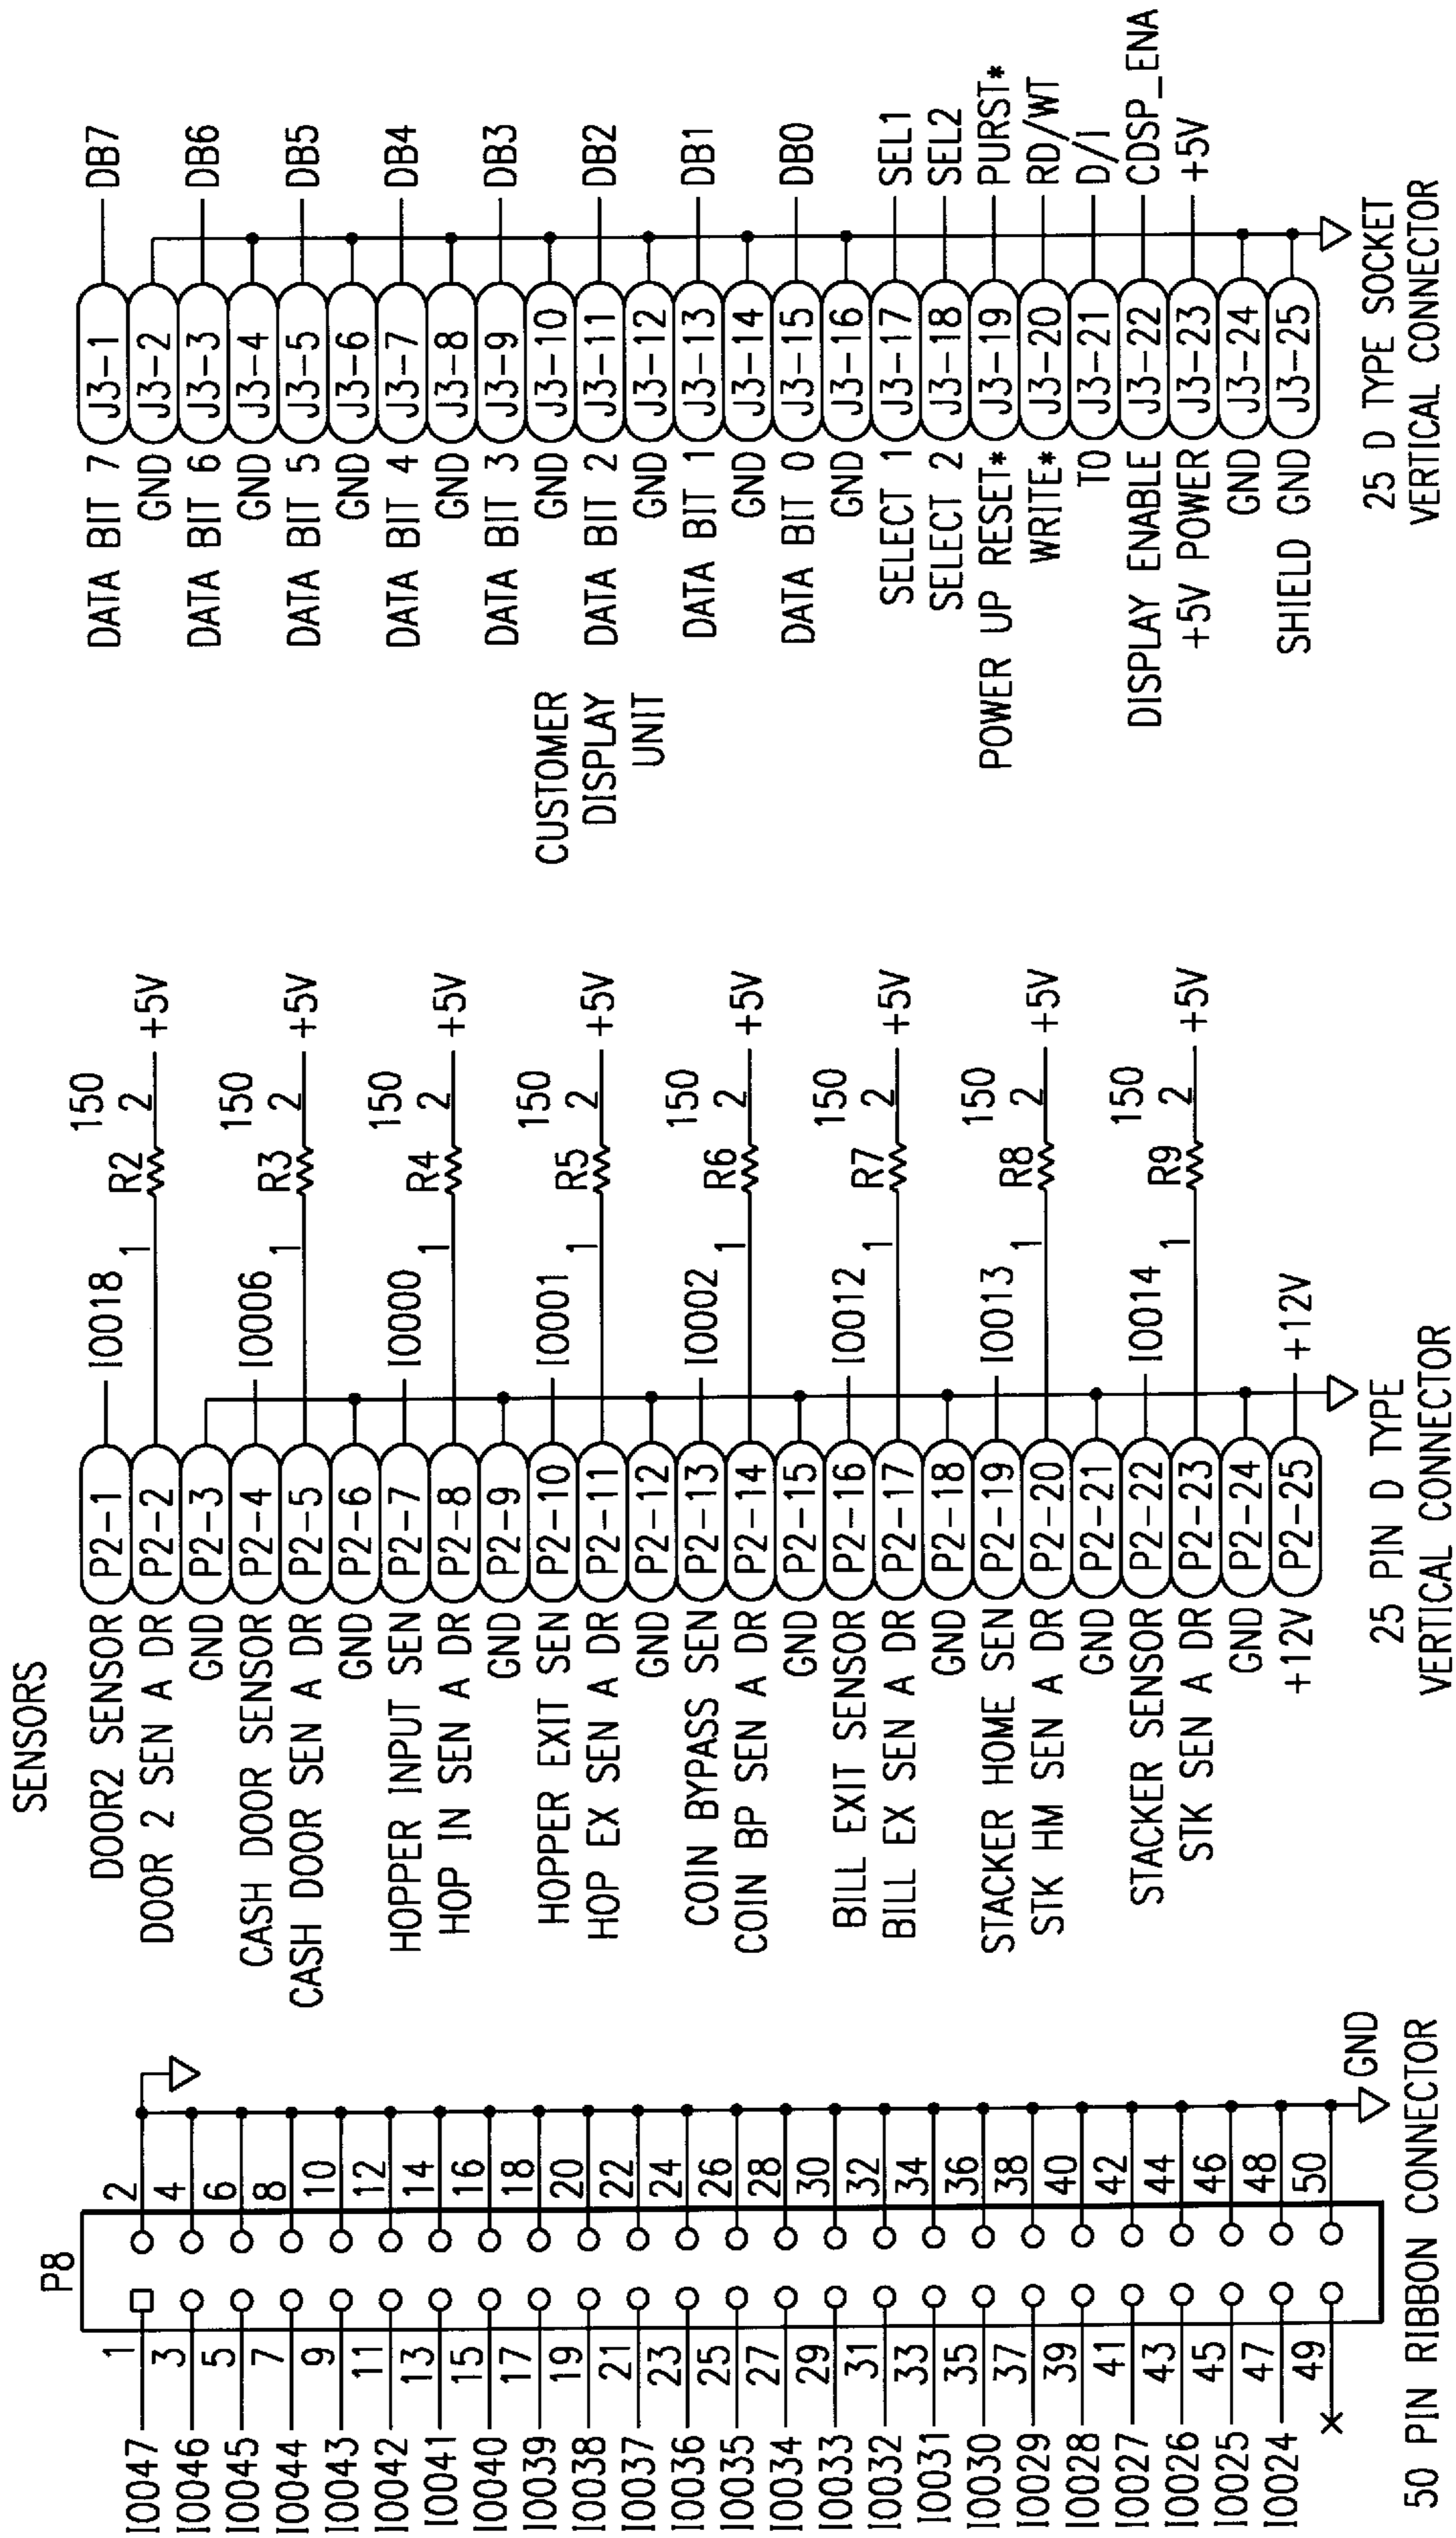 P8
IO047 1 2
IO046 3 4
IO045 5 6
IO044 7 8
IO043 9 10
IO042 11 12
IO041 13 14
IO040 15 16
IO039 17 18
IO038 19 20
IO037 21 22
IO036 23 24
IO035 25 26
IO034 27 28
IO033 29 30
IO032 31 32
IO031 33 34
IO030 35 36
IO029 37 38
IO028 39 40
IO027 41 42
IO026 43 44
IO025 45 46
IO024 47 48
49 50
GND
50 PIN RIBBON CONNECTOR
SENSORS
DOOR2 SENSOR P2-1 IO018
DOOR 2 SEN A DR P2-2 1 R2 150 2 +5V
GND P2-3
CASH DOOR SENSOR P2-4 IO006
CASH DOOR SEN A DR P2-5 1 R3 150 2 +5V
GND P2-6
HOPPER INPUT SEN P2-7 IO000
HOP IN SEN A DR P2-8 1 R4 150 2 +5V
GND P2-9
HOPPER EXIT SEN P2-10 IO001
HOP EX SEN A DR P2-11 1 R5 150 2 +5V
GND P2-12
COIN BYPASS SEN P2-13 IO002
COIN BP SEN A DR P2-14 1 R6 150 2 +5V
GND P2-15
BILL EXIT SENSOR P2-16 IO012
BILL EX SEN A DR P2-17 1 R7 150 2 +5V
GND P2-18
STACKER HOME SEN P2-19 IO013
STK HM SEN A DR P2-20 1 R8 150 2 +5V
GND P2-21
STACKER SENSOR P2-22 IO014
STK SEN A DR P2-23 1 R9 150 2 +5V
GND P2-24
+12V P2-25 +12V
25 PIN D TYPE
VERTICAL CONNECTOR
CUSTOMER
DISPLAY
UNIT
DATA BIT 7 J3-1 DB7
GND J3-2
DATA BIT 6 J3-3 DB6
GND J3-4
DATA BIT 5 J3-5 DB5
GND J3-6
DATA BIT 4 J3-7 DB4
GND J3-8
DATA BIT 3 J3-9 DB3
GND J3-10
DATA BIT 2 J3-11 DB2
GND J3-12
DATA BIT 1 J3-13 DB1
GND J3-14
DATA BIT 0 J3-15 DB0
GND J3-16
SELECT 1 J3-17 SEL1
SELECT 2 J3-18 SEL2
POWER UP RESET* J3-19 PURST*
WRITE* J3-20 RD/WT
TO J3-21 D/I
DISPLAY ENABLE J3-22 CDSP_ENA
+5V POWER J3-23 +5V
GND J3-24
SHIELD GND J3-25
25 D TYPE SOCKET
VERTICAL CONNECTOR